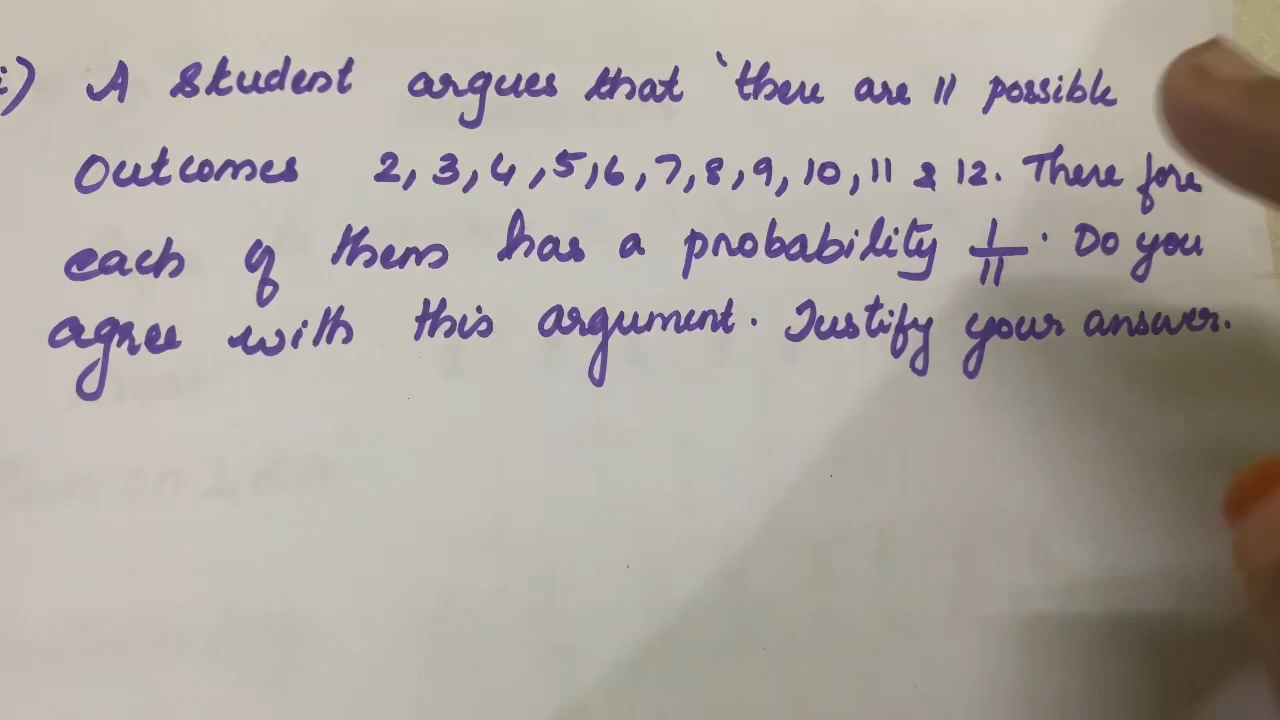 i) A student argues that 'there are 11 possible
Outcomes 2, 3, 4, 5, 6, 7, 8, 9, 10, 11 & 12. There fore
each of them has a probability 1/11. Do you
agree with this argument. Justify your answer.